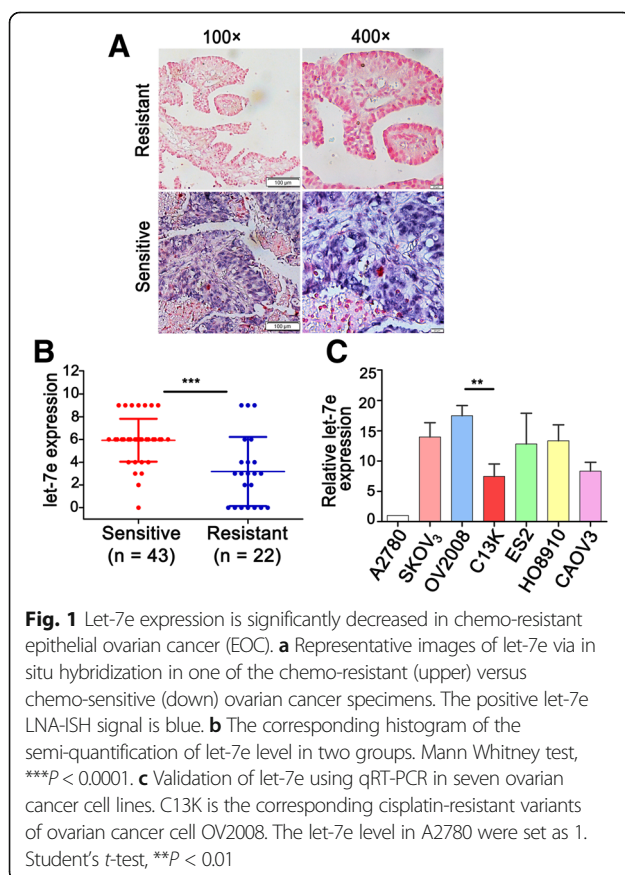 100× 400×
A
Resistant
100 µm
Sensitive
100 µm
B
***
let-7e expression
12
10
8
6
4
2
0
Sensitive Resistant
(n = 43) (n = 22)
C
**
Relative let-7e
expression
25
20
15
10
5
0
A2780
SKOV3
OV2008
C13K
ES2
HO8910
CAOV3
Fig. 1 Let-7e expression is significantly decreased in chemo-resistant
epithelial ovarian cancer (EOC). a Representative images of let-7e via in
situ hybridization in one of the chemo-resistant (upper) versus
chemo-sensitive (down) ovarian cancer specimens. The positive let-7e
LNA-ISH signal is blue. b The corresponding histogram of the
semi-quantification of let-7e level in two groups. Mann Whitney test,
***P < 0.0001. c Validation of let-7e using qRT-PCR in seven ovarian
cancer cell lines. C13K is the corresponding cisplatin-resistant variants
of ovarian cancer cell OV2008. The let-7e level in A2780 were set as 1.
Student's t-test, **P < 0.01